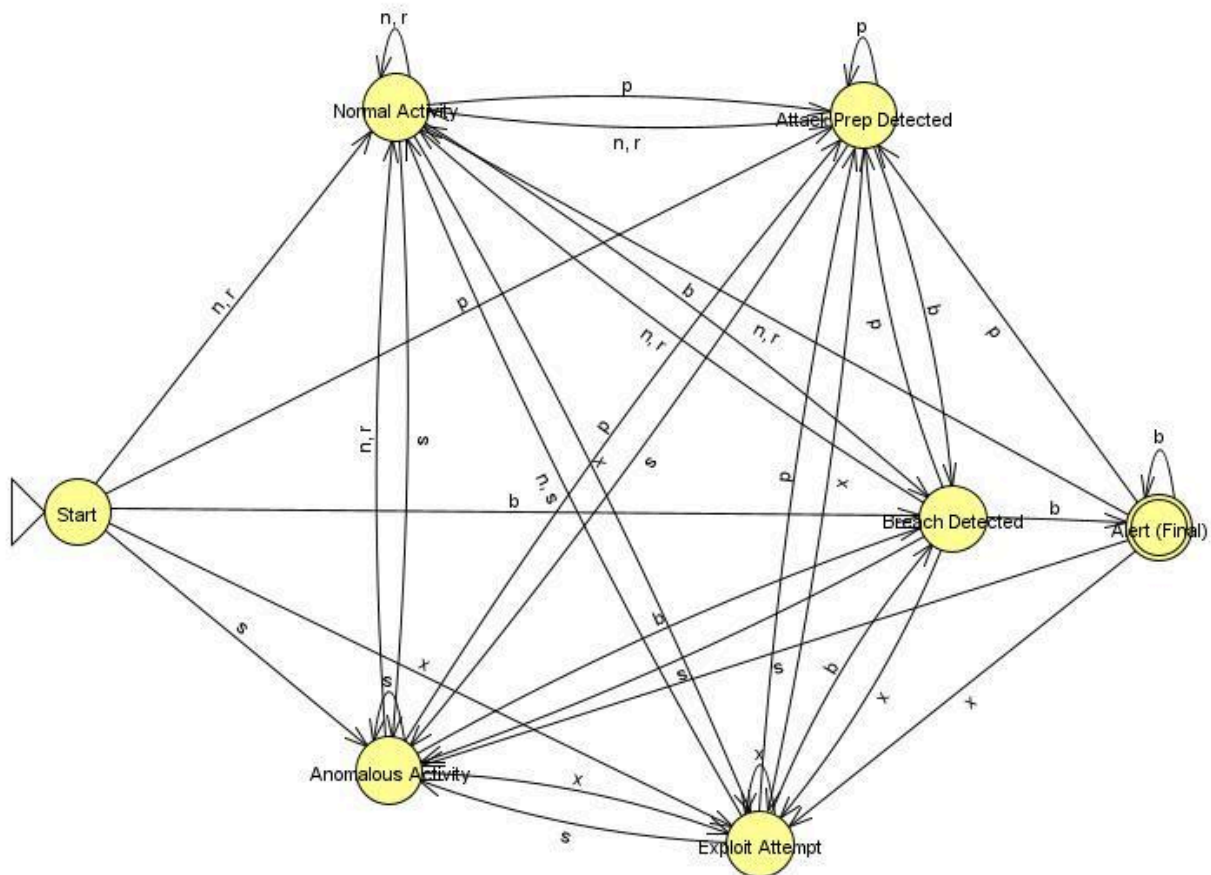 n, r
p
Normal Activity
p
Attack Prep Detected
n, r
n, r
p
b
n, r
n, r
p
b
p
n, r
s
p
x
s
n, s
p
x
b
Start
b
Breach Detected
b
Alert (Final)
s
x
b
s
s
b
x
x
s
Anomalous Activity
x
x
s
Exploit Attempt